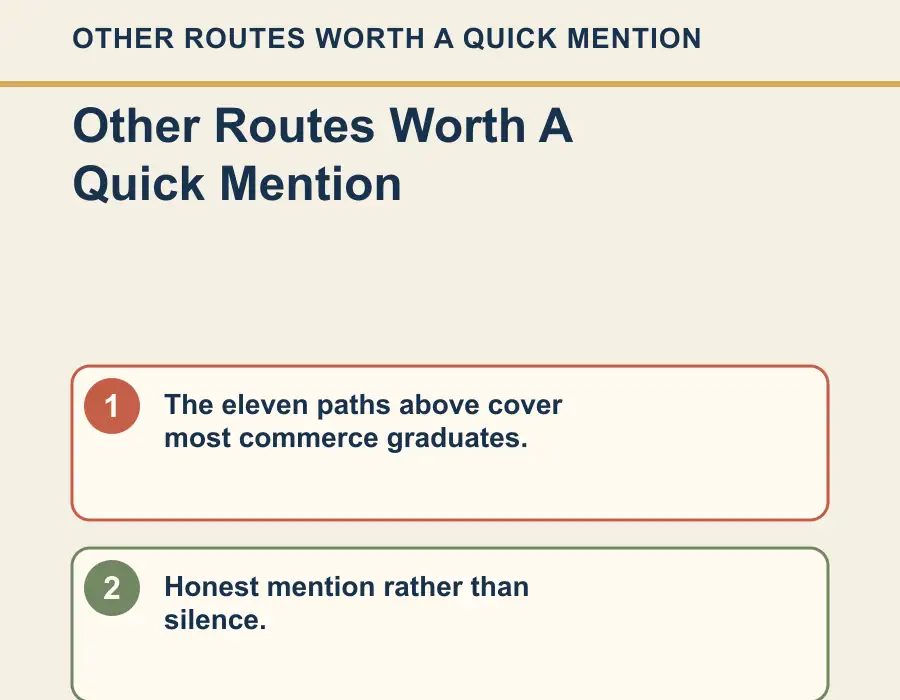 OTHER ROUTES WORTH A QUICK MENTION
Other Routes Worth A
Quick Mention
1
The eleven paths above cover
most commerce graduates.
2
Honest mention rather than
silence.